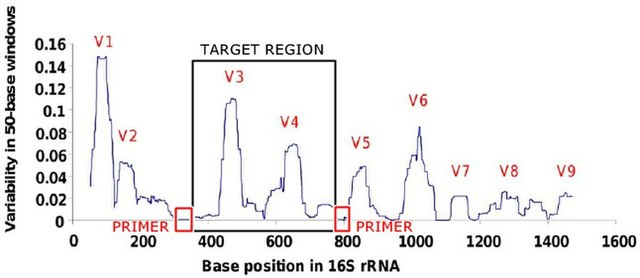 V1
TARGET REGION
V3
V6
V2
V4
V5
V7
V8
V9
PRIMER
PRIMER
Variability in 50-base windows
0.16
0.14
0.12
0.1
0.08
0.06
0.04
0.02
0
0 200 400 600 800 1000 1200 1400 1600
Base position in 16S rRNA